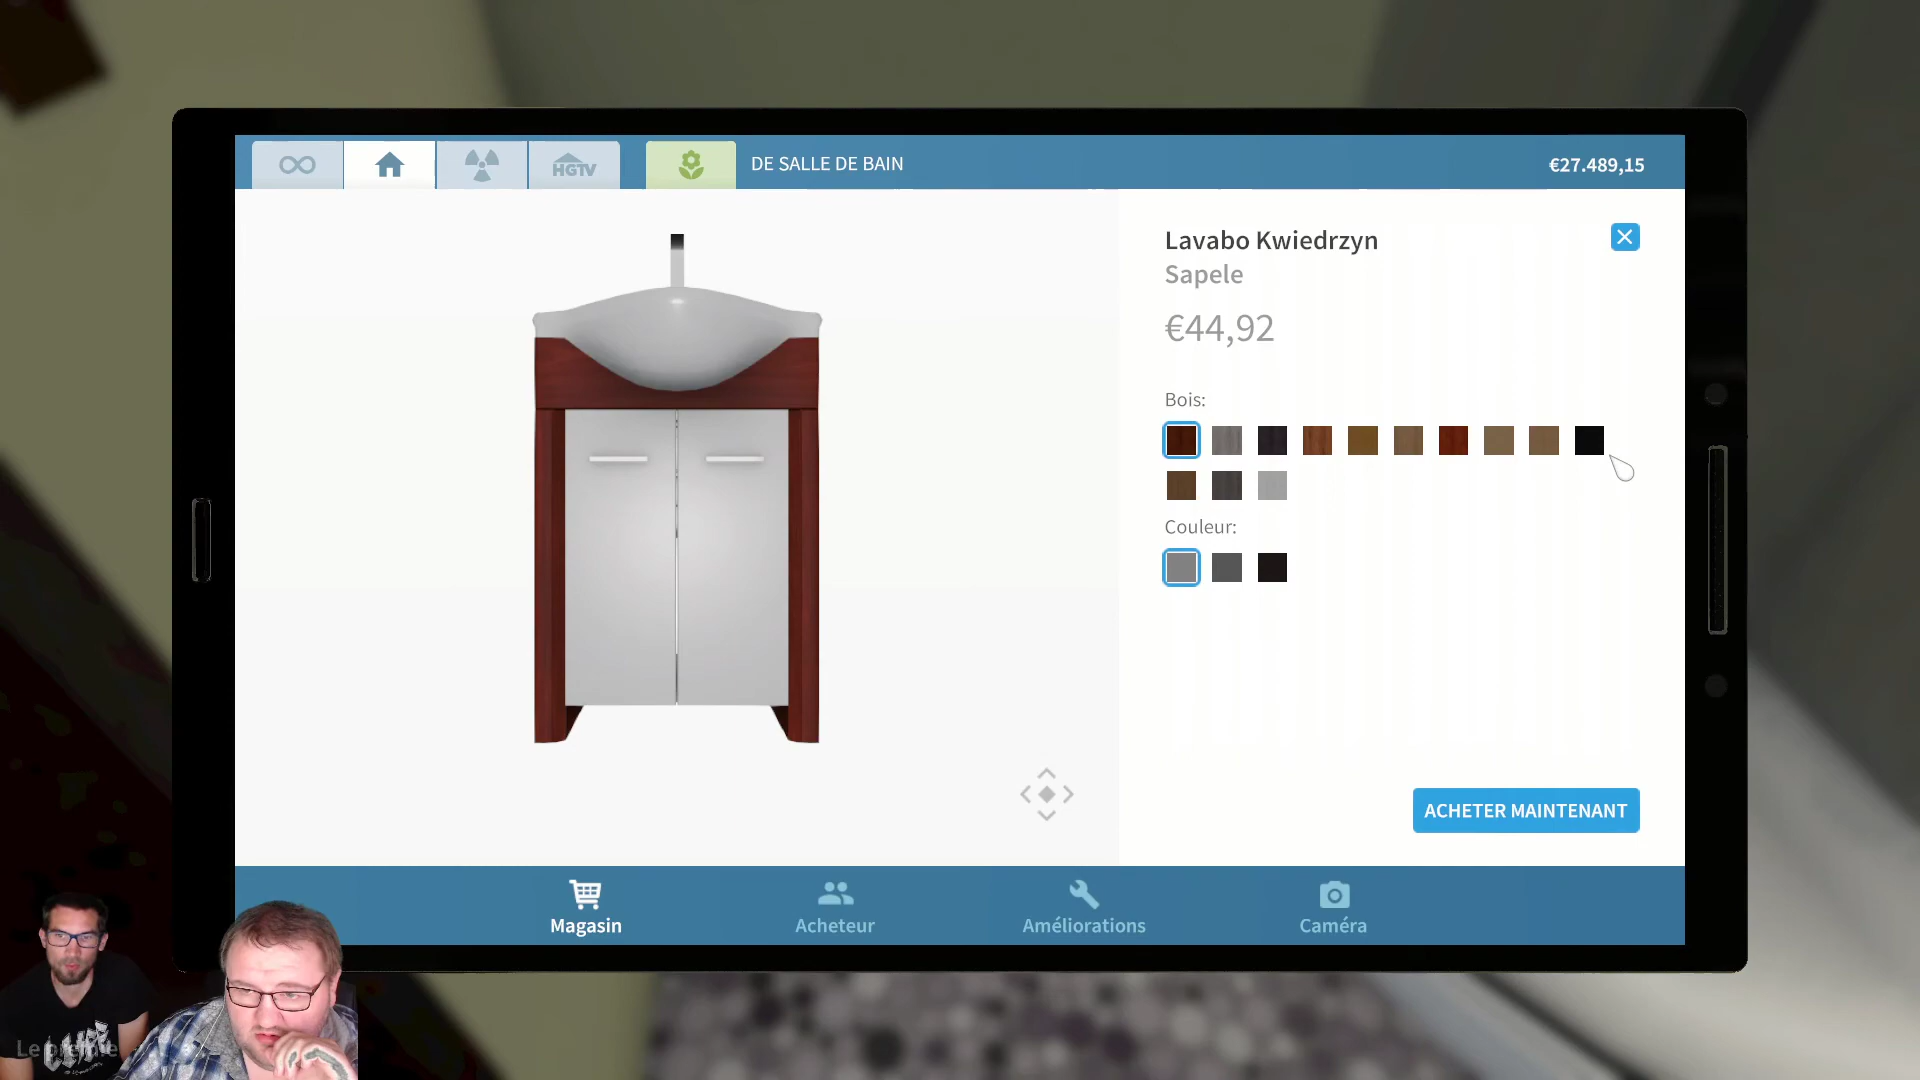 HGTV
DE SALLE DE BAIN
€27.489,15
Lavabo Kwiedrzyn
Sapele
€44,92
Bois:
Couleur:
ACHETER MAINTENANT
Magasin
Acheteur
Améliorations
Caméra